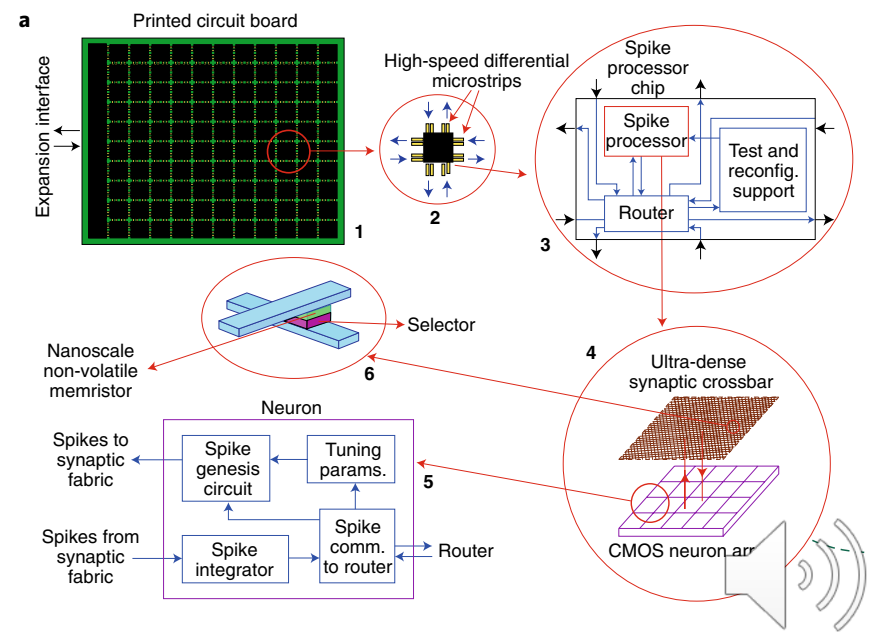 a
Printed circuit board
Expansion interface
1
High-speed differential
microstrips
2
Spike
processor
chip
Spike
processor
Test and
reconfig.
support
Router
3
4
Ultra-dense
synaptic crossbar
CMOS neuron
Selector
Nanoscale
non-volatile
memristor
6
Neuron
Spikes to
synaptic
fabric
Spike
genesis
circuit
Tuning
params.
5
Spikes from
synaptic
fabric
Spike
integrator
Spike
comm.
to router
Router